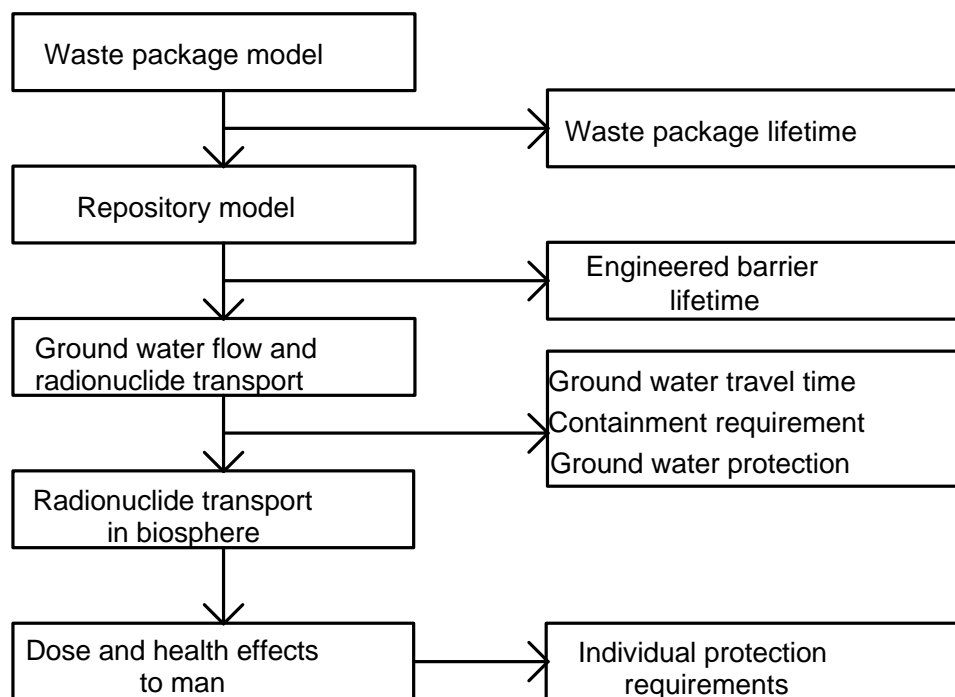 Waste package model
Waste package lifetime
Repository model
Engineered barrier
lifetime
Ground water flow and
radionuclide transport
Ground water travel time
Containment requirement
Ground water protection
Radionuclide transport
in biosphere
Dose and health effects
to man
Individual protection
requirements